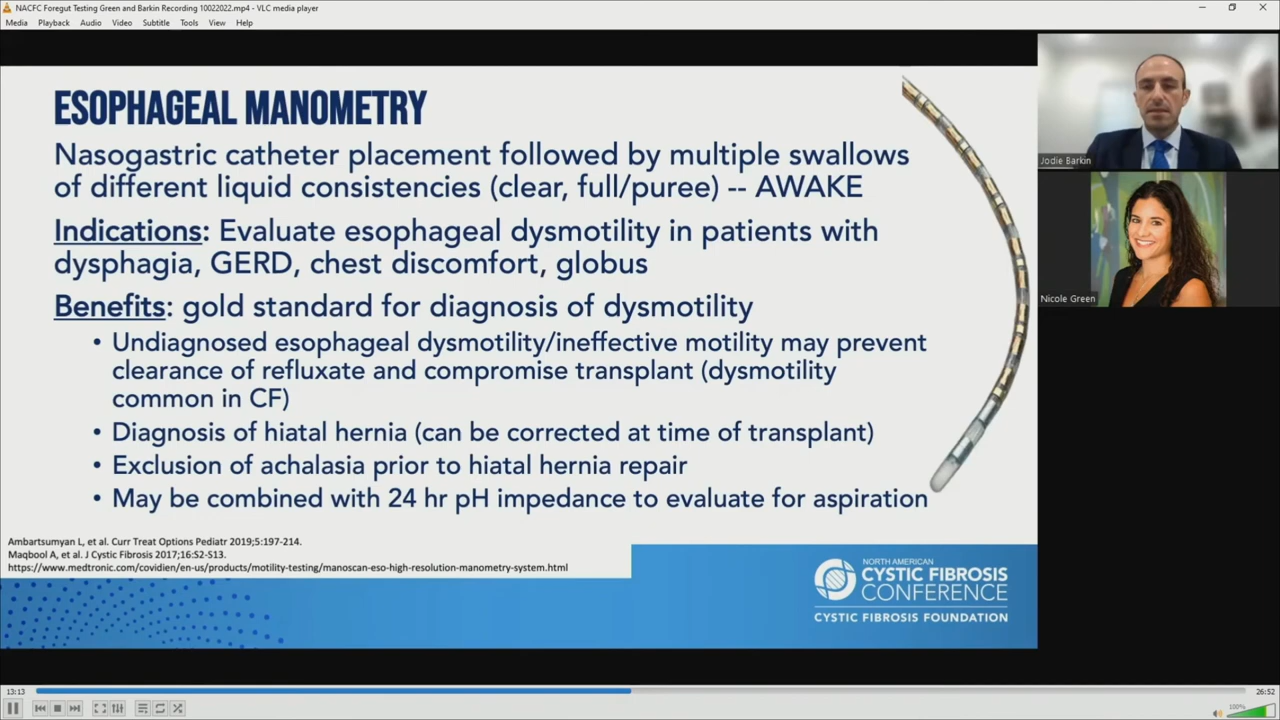 NACFC Foregut Testing Green and Barkin Recording 10022022.mp4 - VLC media player
Media Playback Audio Video Subtitle Tools View Help
ESOPHAGEAL MANOMETRY
Nasogastric catheter placement followed by multiple swallows
of different liquid consistencies (clear, full/puree) -- AWAKE
Indications: Evaluate esophageal dysmotility in patients with
dysphagia, GERD, chest discomfort, globus
Benefits: gold standard for diagnosis of dysmotility
• Undiagnosed esophageal dysmotility/ineffective motility may prevent
clearance of refluxate and compromise transplant (dysmotility
common in CF)
• Diagnosis of hiatal hernia (can be corrected at time of transplant)
• Exclusion of achalasia prior to hiatal hernia repair
• May be combined with 24 hr pH impedance to evaluate for aspiration
Ambartsumyan L, et al. Curr Treat Options Pediatr 2019;5:197-214.
Maqbool A, et al. J Cystic Fibrosis 2017;16:S2-S13.
https://www.medtronic.com/covidien/en-us/products/motility-testing/manoscan-eso-high-resolution-manometry-system.html
NORTH AMERICAN
CYSTIC FIBROSIS
CONFERENCE
CYSTIC FIBROSIS FOUNDATION
Jodie Barkin
Nicole Green
13:13
26:52
100%